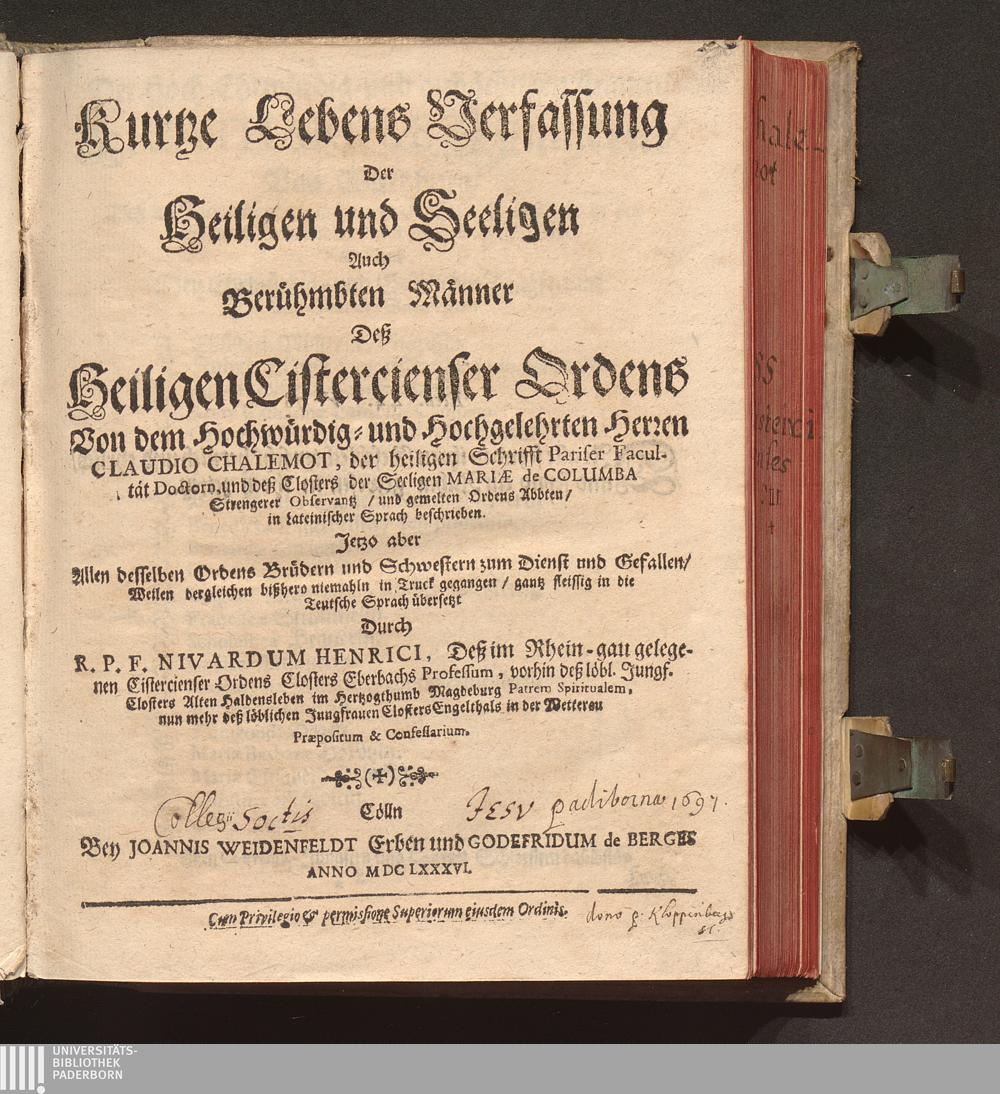 Kurtze Lebens Verfassung
Der
Heiligen und Seeligen
Auch
Berühmbten Männer
Deß
Heiligen Cistercienser Ordens
Von dem Hochwürdig- und Hochgelehrten Herren
CLAUDIO CHALEMOT, der heiligen Schrifft Pariser Facul-
tät Doctorn, und deß Closters der Seeligen MARIÆ de COLUMBA
Strengerer Observantz / und gemelten Ordens Abbten /
in Lateinischer Sprach beschrieben.
Jetzo aber
Allen desselben Ordens Brüdern und Schwestern zum Dienst und Gefallen /
Weilen dergleichen bißhero niemahln in Truck gegangen / gantz fleissig in die
Teutsche Sprach übersetzt
Durch
R. P. F. NIVARDUM HENRICI, Deß im Rhein-gau gelege-
nen Cistercienser Ordens Closters Eberbachs Professum, vorhin deß löbl. Jungf.
Closters Alten Haldensleben im Hertzogthumb Magdeburg Patrem Spiritualem,
nun mehr deß löblichen Jungfrauen Closters Engelthals in der Wetterau
Præpositum & Confessarium.
(+)
Collegii Soctis JESU padibornæ 1697.
Cölln
Bey JOANNIS WEIDENFELDT Erben und GODEFRIDUM de BERGES
ANNO MDC LXXXVI.
Cum Privilegio & permissione Superiorum eiusdem Ordinis.
dono p. Kloppenbergs
UNIVERSITÄTS-
BIBLIOTHEK
PADERBORN